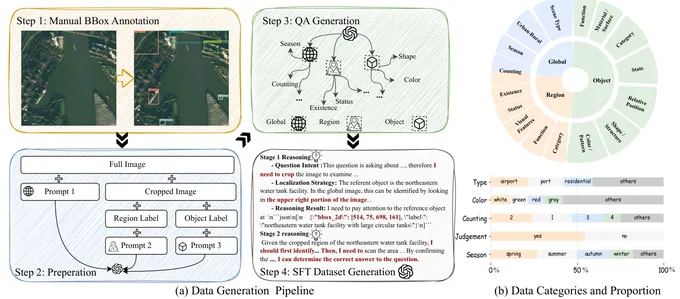 Step 1: Manual BBox Annotation
Step 3: QA Generation
Season
Shape
Counting
Color
...
Status
...
...
Existence
Global
Region
Object
Full Image
Prompt 1
Cropped Image
Region Label
Object Label
Prompt 2
Prompt 3
Step 2: Preperation
Stage 1 Reasoning
- Question Intent :This question is asking about ..., therefore I
need to crop the image to examine ...
- Localization Strategy: The referent object is the northeastern
water tank facility. In the global image, this can be identified by looking
in the upper right portion of the image...
- Reasoning Result: I need to pay attention to the reference object
at \n```json\n[\n {\"bbox_2d\": [514, 75, 698, 161], \"label\":
\"northeastern water tank facility with large circular tanks\"}\n]```
Stage 2 reasoning
Given the cropped region of the northeastern water tank facility, I
should first identify... Then, I need to scan the area ... By confirming
the ..., I can determine the correct answer to the question.
Step 4: SFT Dataset Generation
(a) Data Generation Pipeline
Scene Type
Function
Material /
Surface
Urban-Rural
Category
Season
Global
State
Counting
Object
Existence
Region
Relative
Position
Status
Visual
Features
Shape /
Structure
Function
Category
Color /
Pattern
Type
airport
port
residential
others
Color
white
green
red
gray
others
Counting
2
1
3
4
others
Judgement
yes
no
Season
spring
summer
autumn
winter
others
0%
50%
100%
(b) Data Categories and Proportion